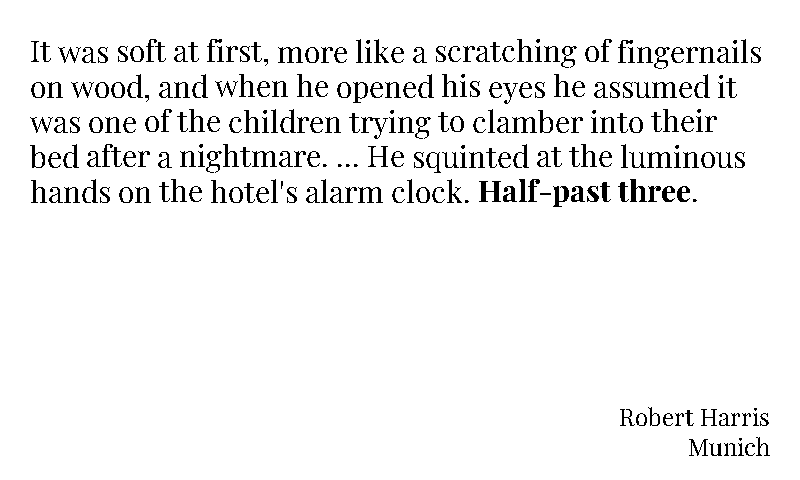 It was soft at first, more like a scratching of fingernails
on wood, and when he opened his eyes he assumed it
was one of the children trying to clamber into their
bed after a nightmare. ... He squinted at the luminous
hands on the hotel's alarm clock. Half-past three.
Robert Harris
Munich